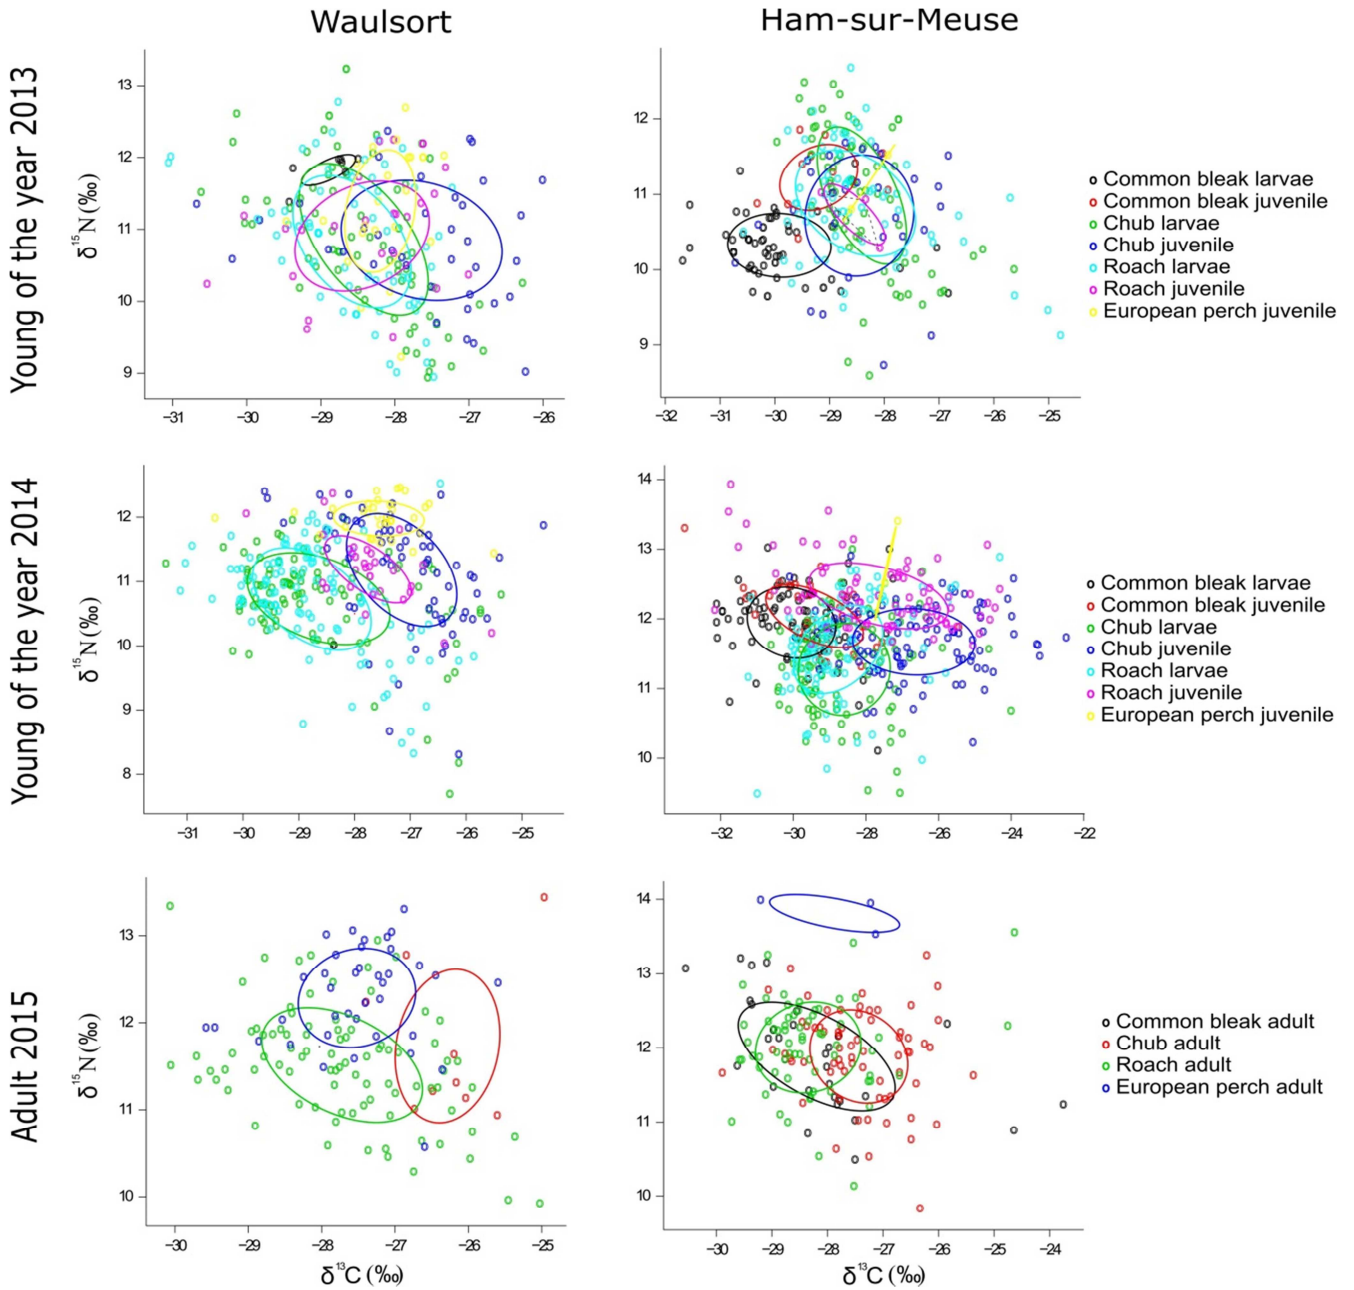 Waulsort
Ham-sur-Meuse
Young of the year 2013
δ¹⁵N (‰)
13
12
11
10
9
−31 −30 −29 −28 −27 −26
12
11
10
9
−32 −31 −30 −29 −28 −27 −26 −25
Common bleak larvae
Common bleak juvenile
Chub larvae
Chub juvenile
Roach larvae
Roach juvenile
European perch juvenile
Young of the year 2014
δ¹⁵N (‰)
12
11
10
9
8
−31 −30 −29 −28 −27 −26 −25
14
13
12
11
10
−32 −30 −28 −26 −24 −22
Common bleak larvae
Common bleak juvenile
Chub larvae
Chub juvenile
Roach larvae
Roach juvenile
European perch juvenile
Adult 2015
δ¹⁵N (‰)
13
12
11
10
−30 −29 −28 −27 −26 −25
δ¹³C (‰)
14
13
12
11
10
−30 −29 −28 −27 −26 −25 −24
δ¹³C (‰)
Common bleak adult
Chub adult
Roach adult
European perch adult